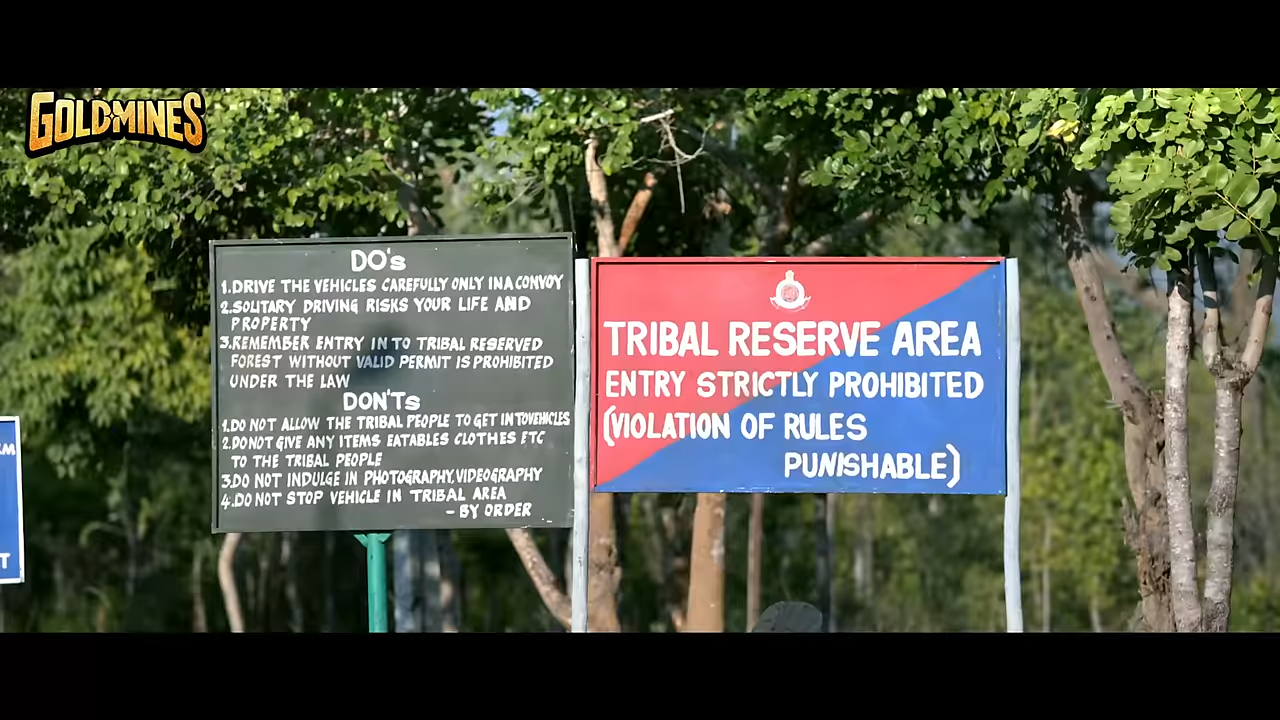 GOLDMINES
DO's
1.DRIVE THE VEHICLES CAREFULLY ONLY IN A CONVOY
2.SOLITARY DRIVING RISKS YOUR LIFE AND
PROPERTY
3.REMEMBER ENTRY IN TO TRIBAL RESERVED
FOREST WITHOUT VALID PERMIT IS PROHIBITED
UNDER THE LAW
DON'Ts
1.DO NOT ALLOW THE TRIBAL PEOPLE TO GET IN TO VEHICLES
2.DONOT GIVE ANY ITEMS EATABLES CLOTHES ETC
TO THE TRIBAL PEOPLE
3.DO NOT INDULGE IN PHOTOGRAPHY,VIDEOGRAPHY
4.DO NOT STOP VEHICLE IN TRIBAL AREA
- BY ORDER
TRIBAL RESERVE AREA
ENTRY STRICTLY PROHIBITED
(VIOLATION OF RULES
PUNISHABLE)